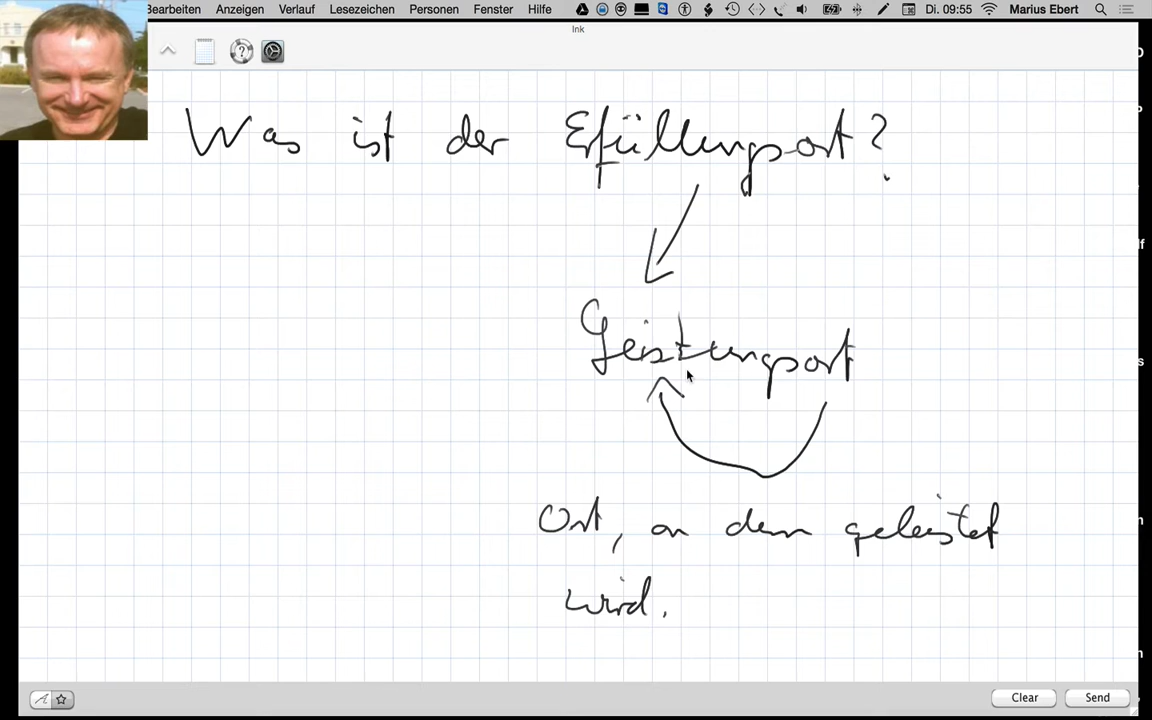 Bearbeiten Anzeigen Verlauf Lesezeichen Personen Fenster Hilfe Di. 09:55 Marius Ebert
Ink
Was ist der Erfüllungsort?
Leistungsort
Ort, an dem geleistet
wird.
Clear Send